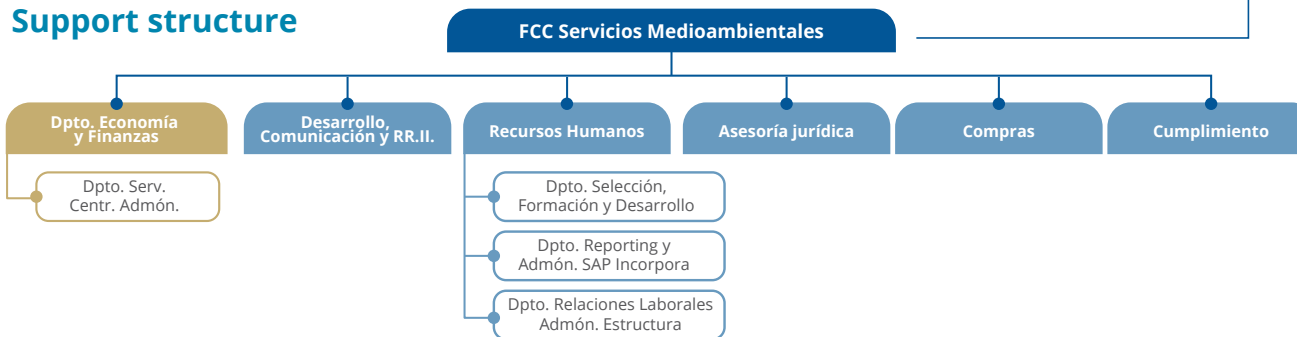 Support structure
FCC Servicios Medioambientales
Dpto. Economía
y Finanzas
Desarrollo,
Comunicación y RR.II.
Recursos Humanos
Asesoría jurídica
Compras
Cumplimiento
Dpto. Serv.
Centr. Admón.
Dpto. Selección,
Formación y Desarrollo
Dpto. Reporting y
Admón. SAP Incorpora
Dpto. Relaciones Laborales
Admón. Estructura